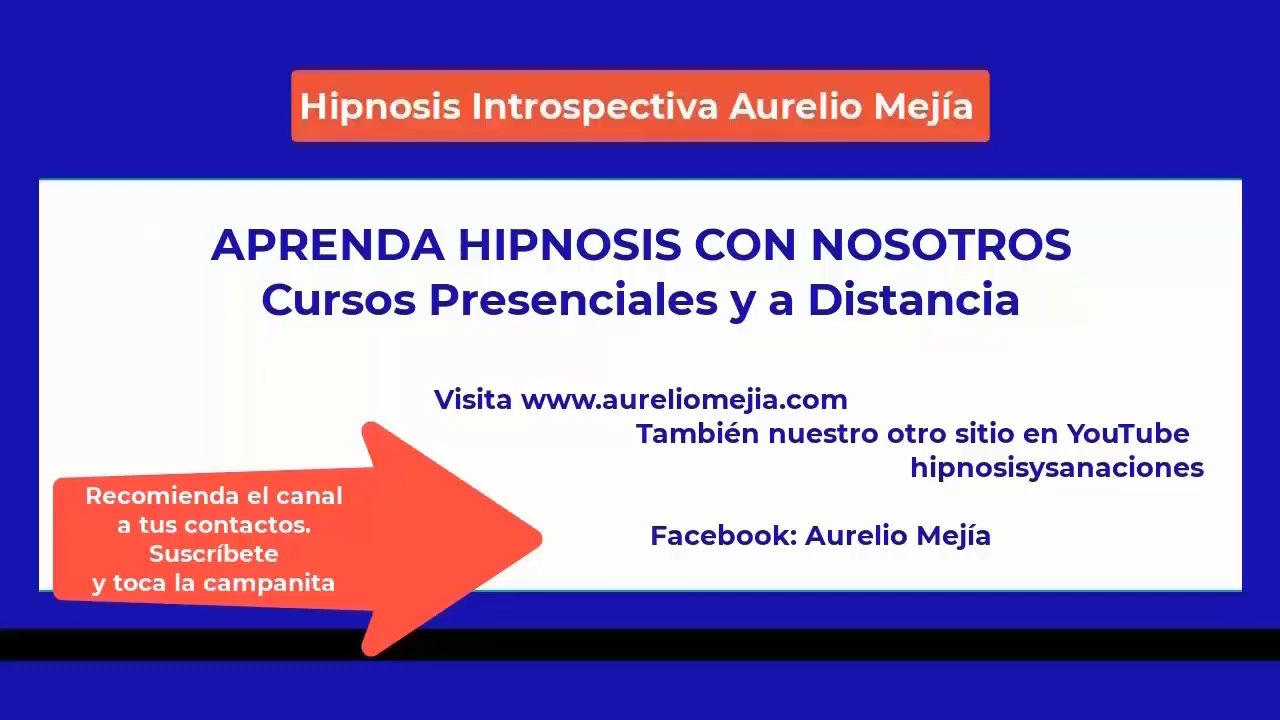 Hipnosis Introspectiva Aurelio Mejía
APRENDA HIPNOSIS CON NOSOTROS
Cursos Presenciales y a Distancia
Visita www.aureliomejia.com
También nuestro otro sitio en YouTube
hipnosisysanaciones
Facebook: Aurelio Mejía
Recomienda el canal
a tus contactos.
Suscríbete
y toca la campanita